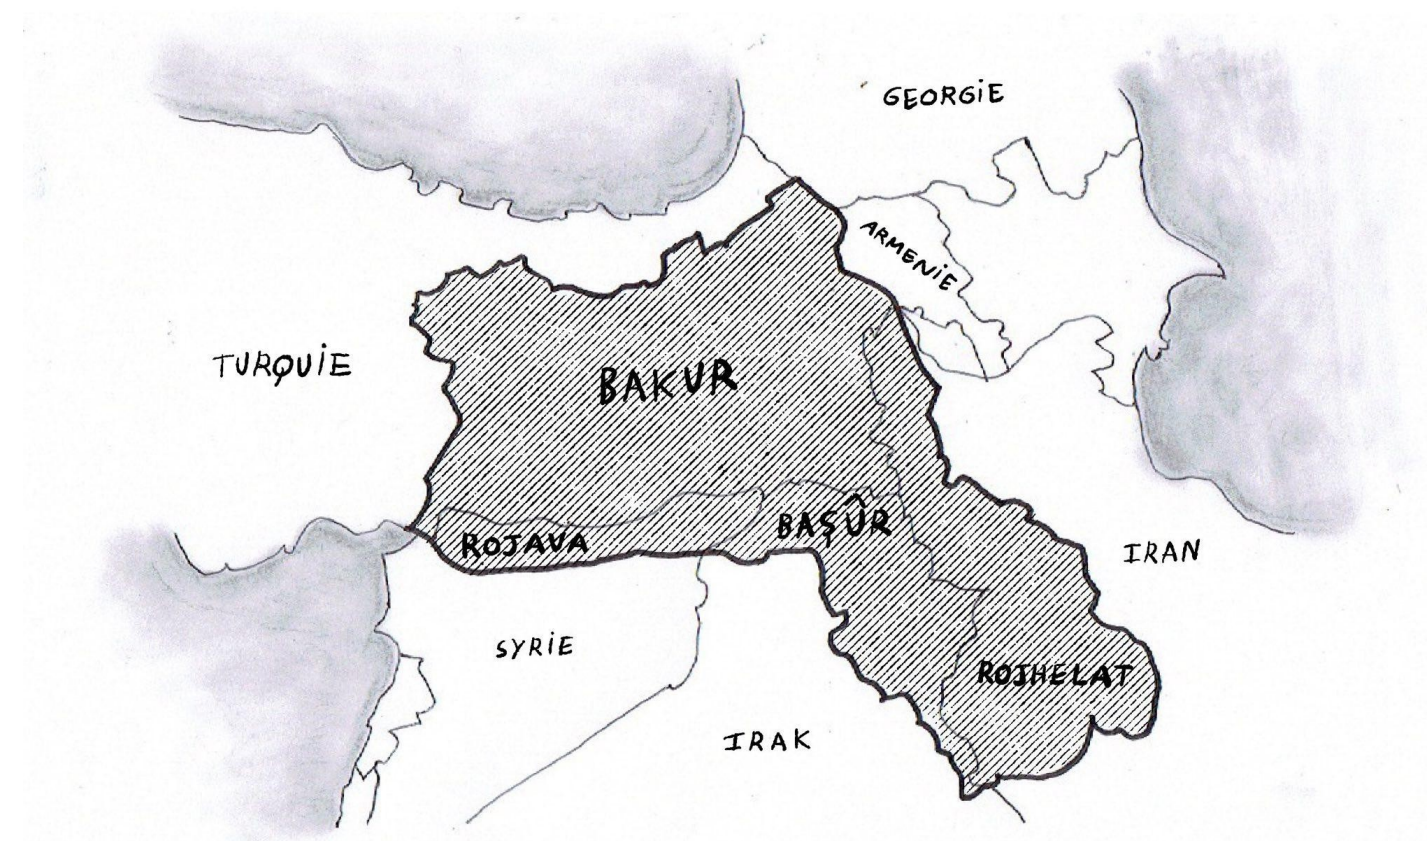 GEORGiE
ARMENiE
TURQUiE
BAKUR
ROJAVA
BAŞÛR
IRAN
SYRiE
ROJHELAT
IRAK